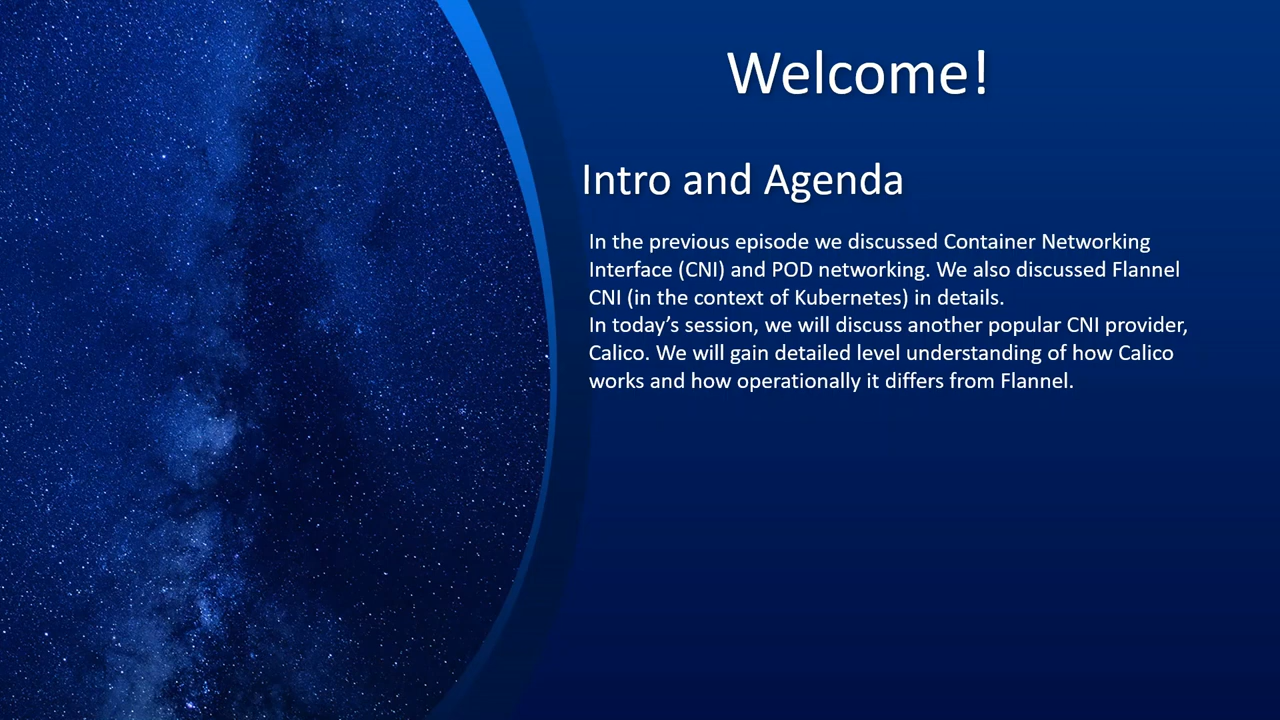 Welcome!
Intro and Agenda
In the previous episode we discussed Container Networking
Interface (CNI) and POD networking. We also discussed Flannel
CNI (in the context of Kubernetes) in details.
In today’s session, we will discuss another popular CNI provider,
Calico. We will gain detailed level understanding of how Calico
works and how operationally it differs from Flannel.